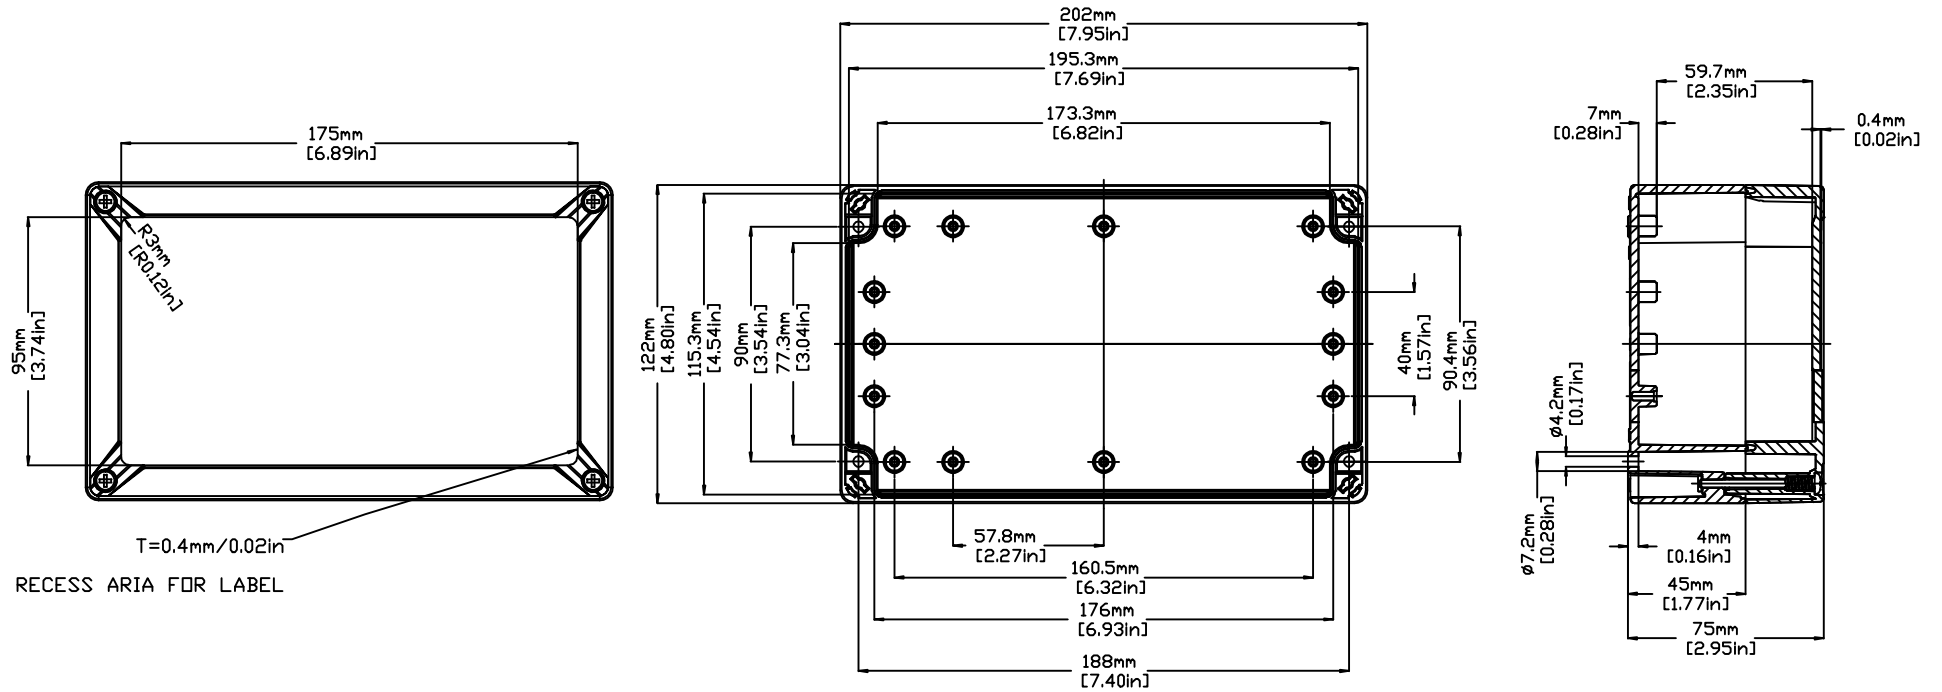 175mm
[6.89in]
R3mm
[R0.12in]
95mm
[3.74in]
T=0.4mm/0.02in
RECESS ARIA FOR LABEL
202mm
[7.95in]
195.3mm
[7.69in]
173.3mm
[6.82in]
122mm
[4.80in]
115.3mm
[4.54in]
90mm
[3.54in]
77.3mm
[3.04in]
40mm
[1.57in]
90.4mm
[3.56in]
57.8mm
[2.27in]
160.5mm
[6.32in]
176mm
[6.93in]
188mm
[7.40in]
59.7mm
[2.35in]
7mm
[0.28in]
0.4mm
[0.02in]
ø4.2mm
[0.17in]
ø7.2mm
[0.28in]
4mm
[0.16in]
45mm
[1.77in]
75mm
[2.95in]